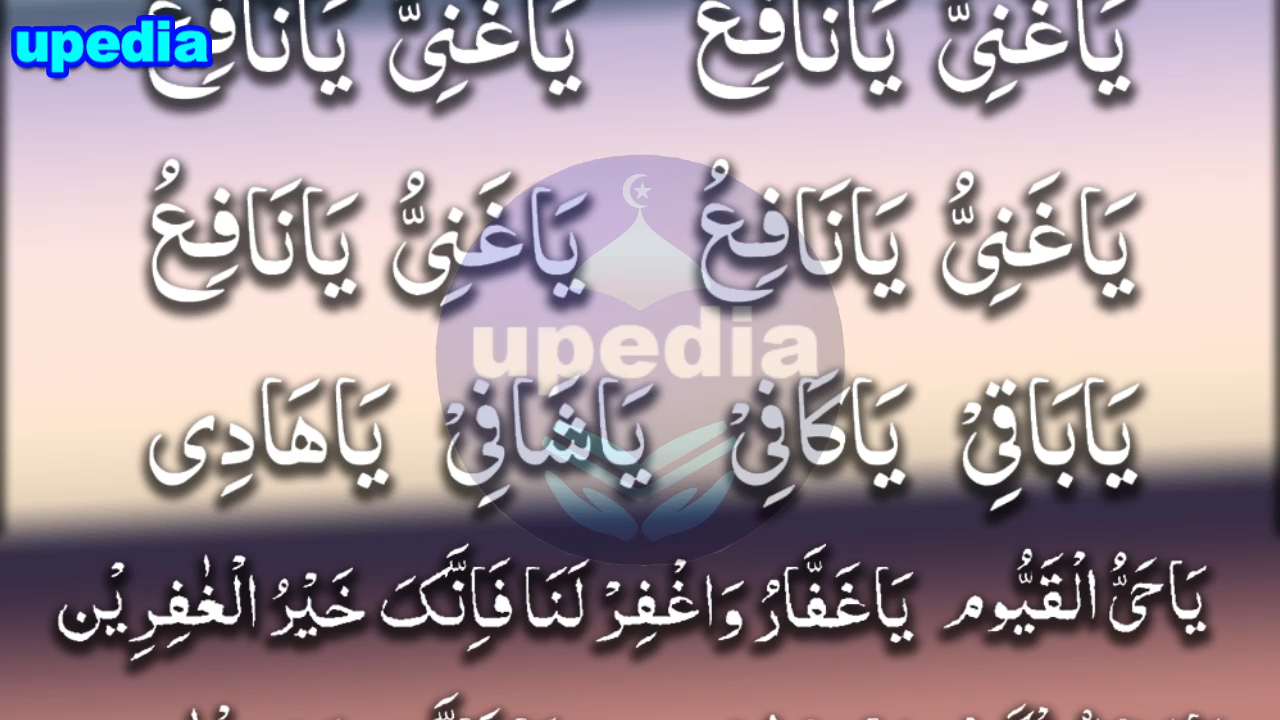 upedia
يَاغَنِيُّ يَانَافِعُ يَاغَنِيُّ يَانَافِعُ
يَاغَنِيُّ يَانَافِعُ يَاغَنِيُّ يَانَافِعُ
upedia
يَابَاقِيْ يَاكَافِيْ يَاشَافِيْ يَاهَادِى
يَاحَىُّ الْقَيُّوم يَاغَفَّارُ وَاغْفِرْ لَنَا فَاِنَّکَ خَيْرُ الْغٰفِرِيْن